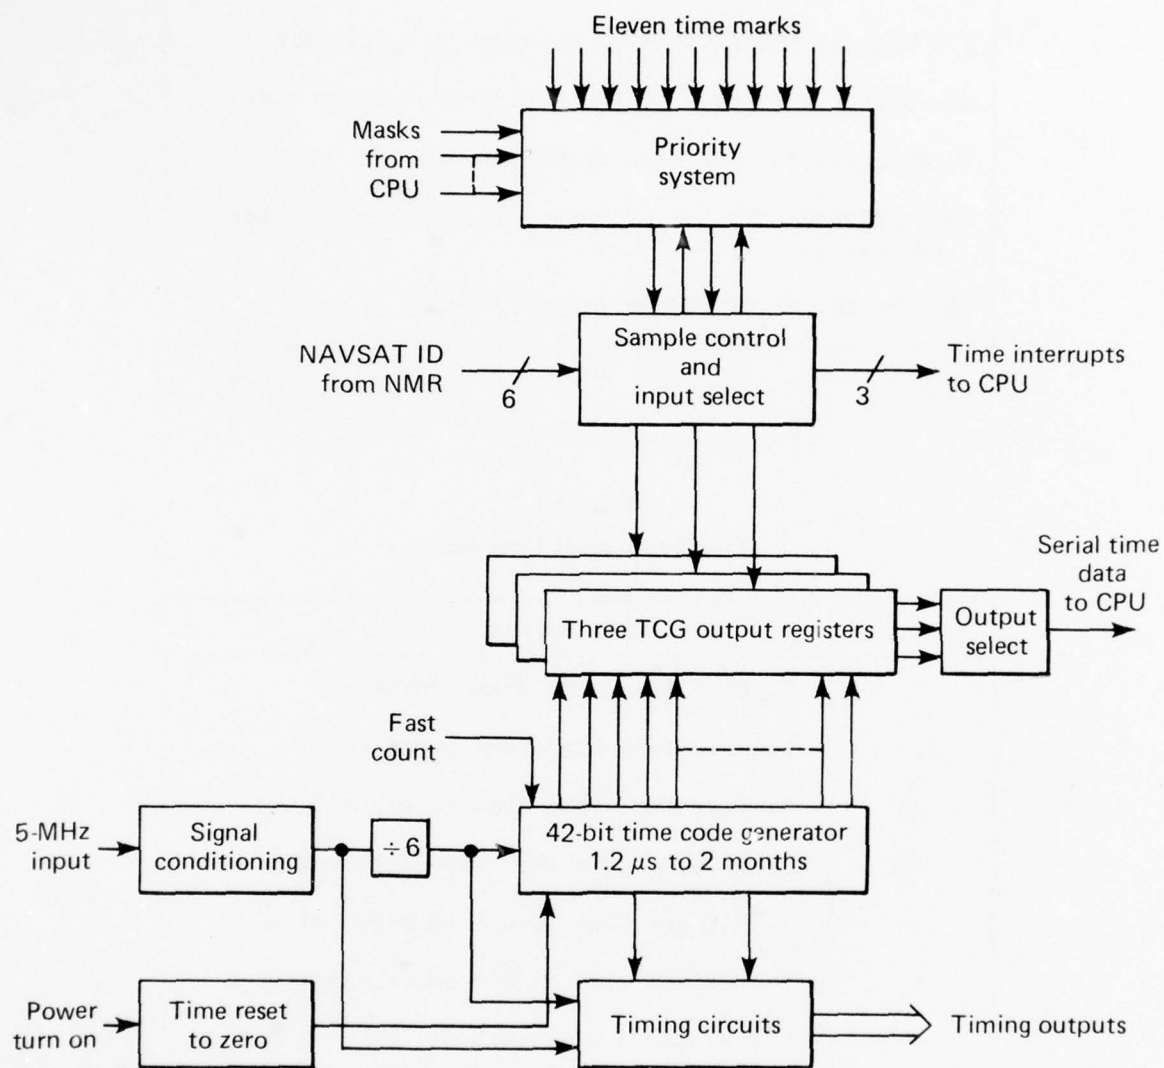 Eleven time marks
Masks
from
CPU
Priority
system
NAVSAT ID
from NMR
6
Sample control
and
input select
3
Time interrupts
to CPU
Three TCG output registers
Output
select
Serial time
data
to CPU
Fast
count
5-MHz
input
Signal
conditioning
÷ 6
42-bit time code generator
1.2 μs to 2 months
Power
turn on
Time reset
to zero
Timing circuits
Timing outputs